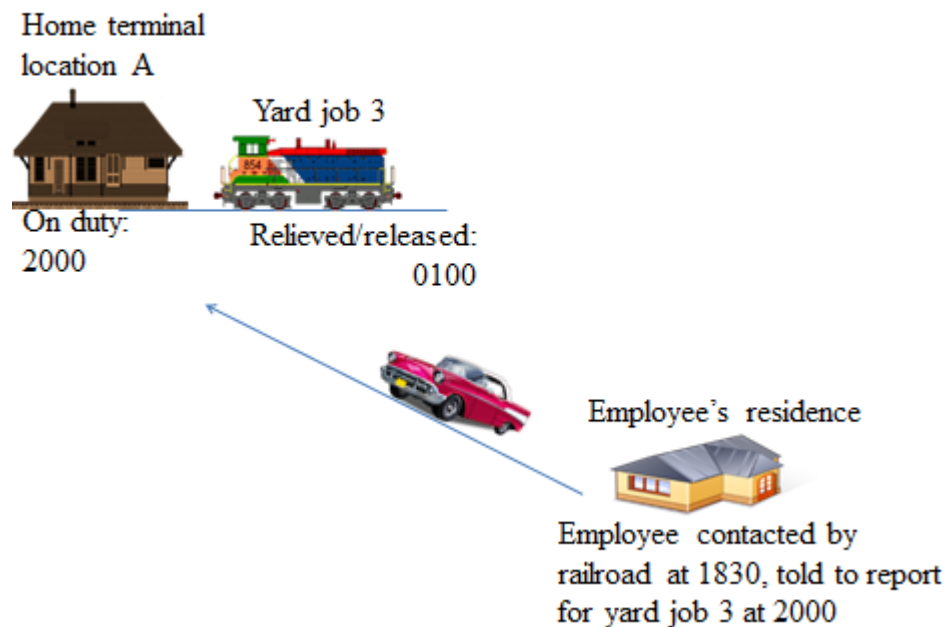 Home terminal
location A
Yard job 3
854
On duty:
2000
Relieved/released:
0100
Employee's residence
Employee contacted by
railroad at 1830, told to report
for yard job 3 at 2000